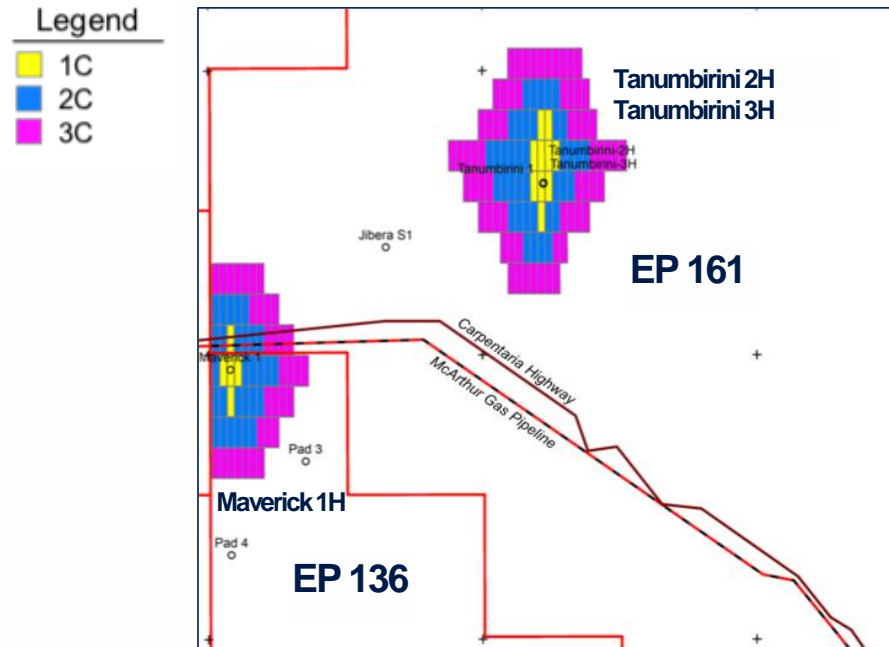 Legend
1C
2C
3C
Tanumbirini 2H
Tanumbirini 3H
Tanumbirini-2H
Tanumbirini 1
Tanumbirini-3H
Jibera S1
EP 161
Carpentaria Highway
McArthur Gas Pipeline
Maverick 1
Pad 3
Maverick 1H
Pad 4
EP 136